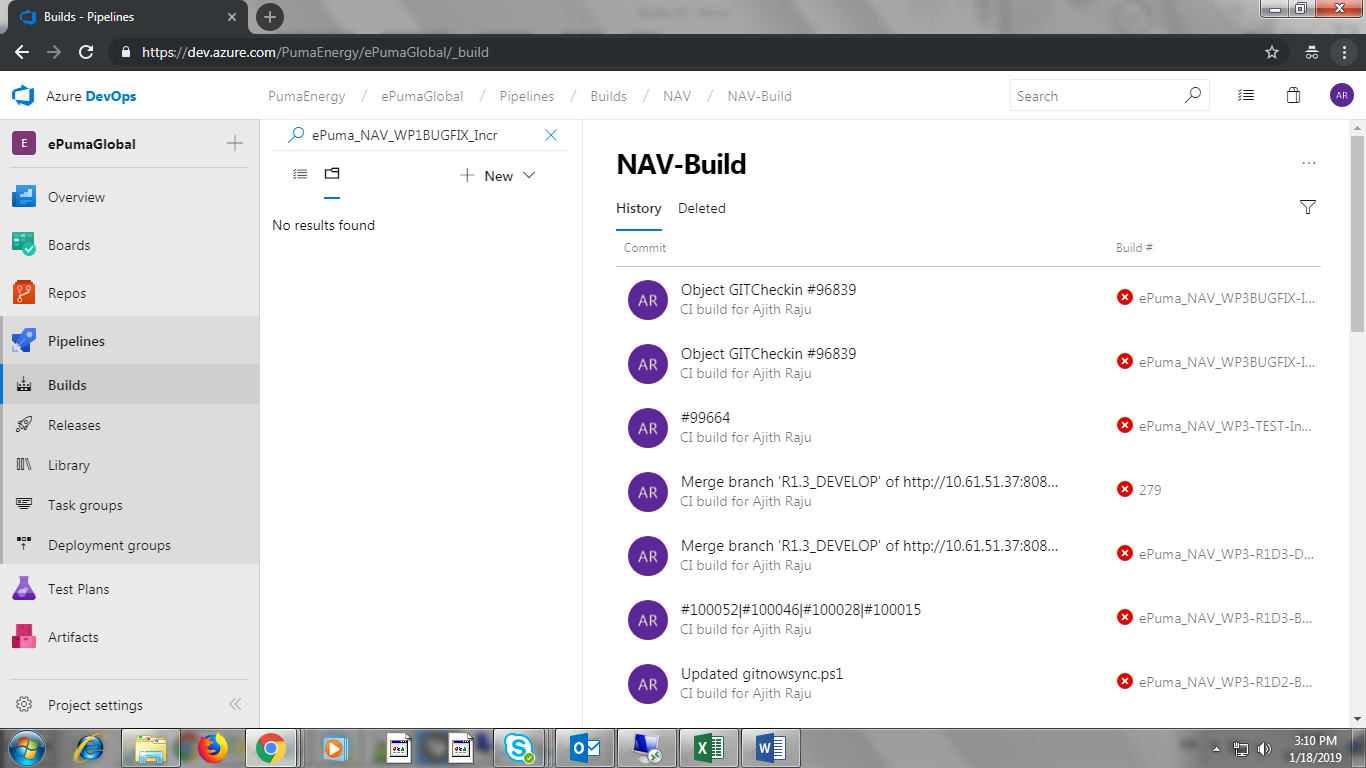 Builds - Pipelines
https://dev.azure.com/PumaEnergy/ePumaGlobal/_build
Azure DevOps
PumaEnergy / ePumaGlobal / Pipelines / Builds / NAV / NAV-Build
Search
AR
E
ePumaGlobal
Overview
Boards
Repos
Pipelines
Builds
Releases
Library
Task groups
Deployment groups
Test Plans
Artifacts
Project settings
ePuma_NAV_WP1BUGFIX_Incr
New
No results found
NAV-Build
History
Deleted
Commit
Build #
AR
Object GITCheckin #96839
CI build for Ajith Raju
ePuma_NAV_WP3BUGFIX-I...
AR
Object GITCheckin #96839
CI build for Ajith Raju
ePuma_NAV_WP3BUGFIX-I...
AR
#99664
CI build for Ajith Raju
ePuma_NAV_WP3-TEST-In...
AR
Merge branch 'R1.3_DEVELOP' of http://10.61.51.37:808...
CI build for Ajith Raju
279
AR
Merge branch 'R1.3_DEVELOP' of http://10.61.51.37:808...
CI build for Ajith Raju
ePuma_NAV_WP3-R1D3-D...
AR
#100052|#100046|#100028|#100015
CI build for Ajith Raju
ePuma_NAV_WP3-R1D3-B...
AR
Updated gitnowsync.ps1
CI build for Ajith Raju
ePuma_NAV_WP3-R1D2-B...
3:10 PM
1/18/2019